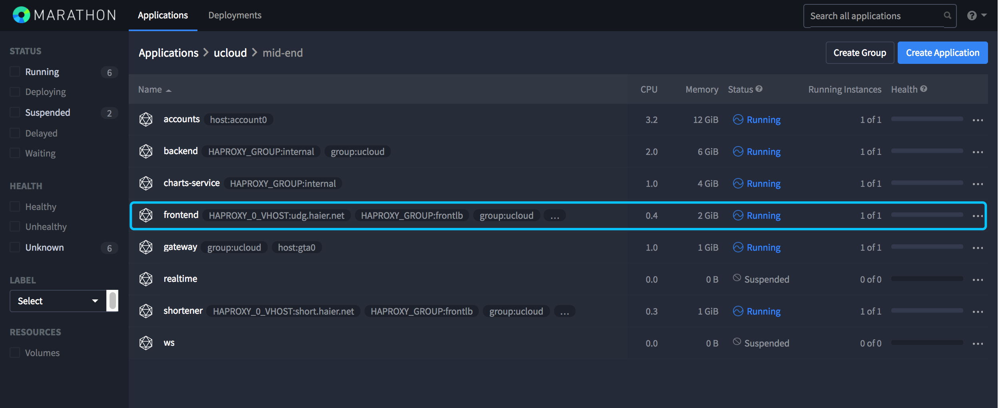 MARATHON Applications Deployments Search all applications
Applications > ucloud > mid-end Create Group Create Application
STATUS
Running 6
Deploying
Suspended 2
Delayed
Waiting
HEALTH
Healthy
Unhealthy
Unknown 6
LABEL
Select
RESOURCES
Volumes
Name CPU Memory Status Running Instances Health
accounts host:account0 3.2 12 GiB Running 1 of 1 ...
backend HAPROXY_GROUP:internal group:ucloud 2.0 6 GiB Running 1 of 1 ...
charts-service HAPROXY_GROUP:internal 1.0 4 GiB Running 1 of 1 ...
frontend HAPROXY_0_VHOST:udg.haier.net HAPROXY_GROUP:frontlb group:ucloud ... 0.4 2 GiB Running 1 of 1 ...
gateway group:ucloud host:gta0 1.0 1 GiB Running 1 of 1 ...
realtime 0.0 0 B Suspended 0 of 0 ...
shortener HAPROXY_0_VHOST:short.haier.net HAPROXY_GROUP:frontlb group:ucloud ... 0.3 1 GiB Running 1 of 1 ...
ws 0.0 0 B Suspended 0 of 0 ...